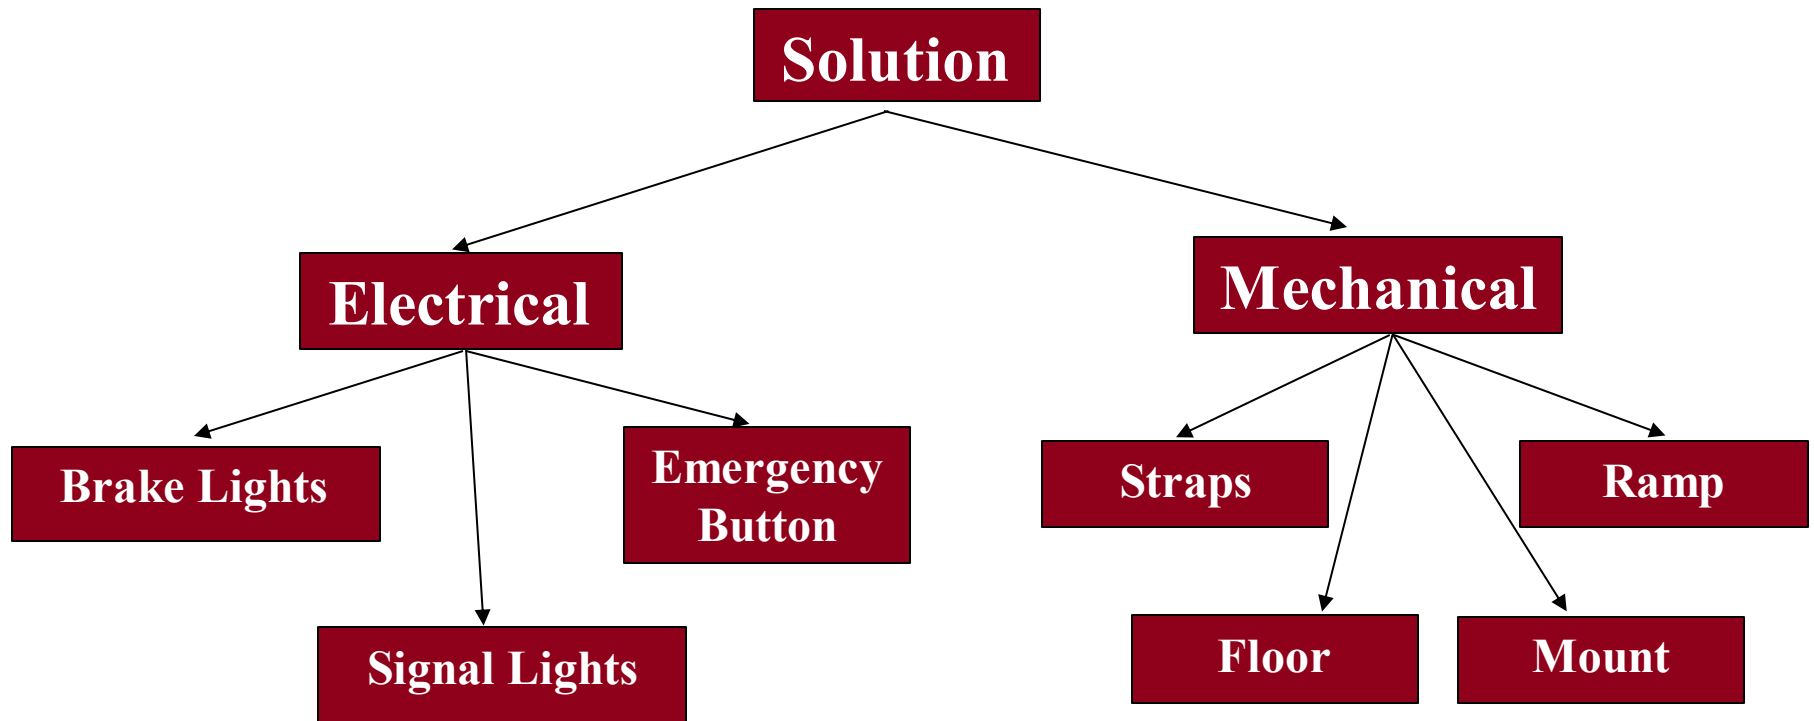 Solution
Electrical
Mechanical
Brake Lights
Emergency
Button
Signal Lights
Straps
Ramp
Floor
Mount